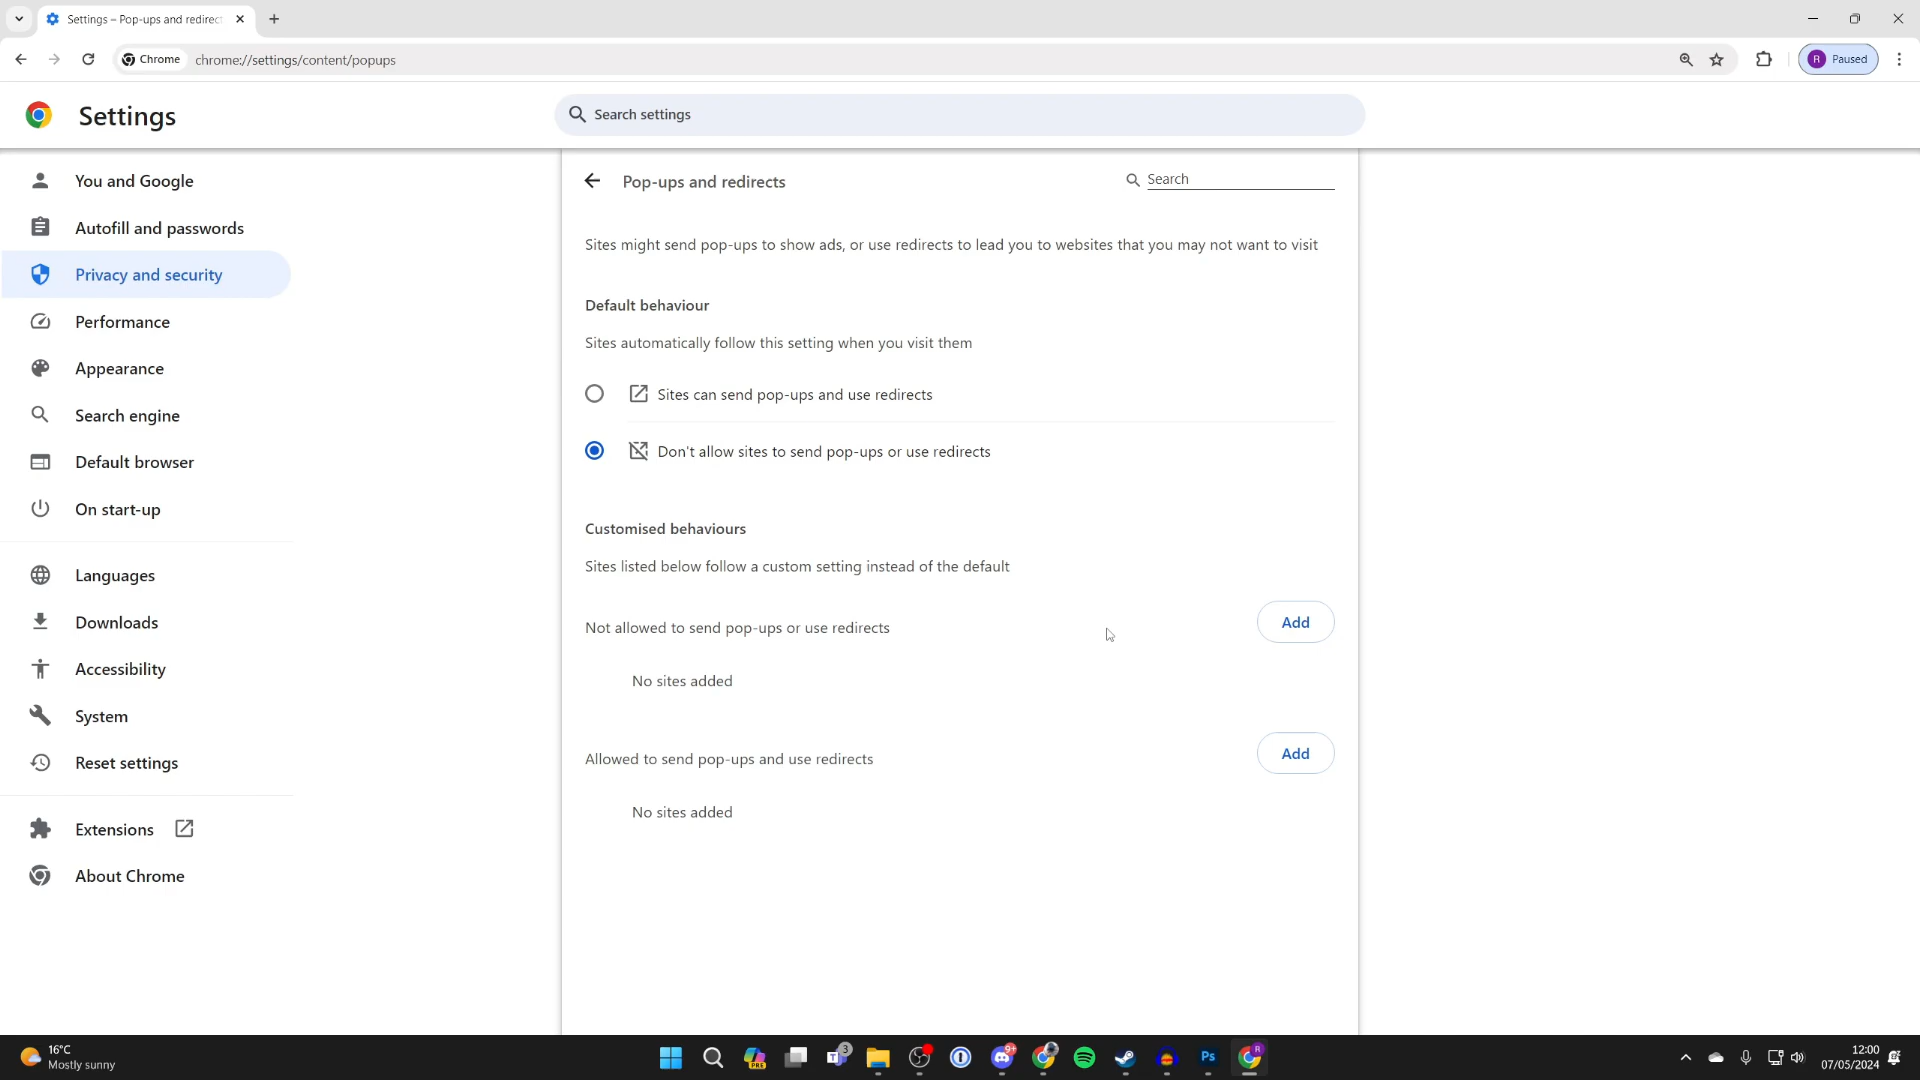 Settings – Pop-ups and redirect
Chrome
chrome://settings/content/popups
R
Paused
Settings
Search settings
You and Google
Autofill and passwords
Privacy and security
Performance
Appearance
Search engine
Default browser
On start-up
Languages
Downloads
Accessibility
System
Reset settings
Extensions
About Chrome
Pop-ups and redirects
Search
Sites might send pop-ups to show ads, or use redirects to lead you to websites that you may not want to visit
Default behaviour
Sites automatically follow this setting when you visit them
Sites can send pop-ups and use redirects
Don't allow sites to send pop-ups or use redirects
Customised behaviours
Sites listed below follow a custom setting instead of the default
Not allowed to send pop-ups or use redirects
Add
No sites added
Allowed to send pop-ups and use redirects
Add
No sites added
16°C
Mostly sunny
PRE
T
3
9+
Ps
R
12:00
07/05/2024